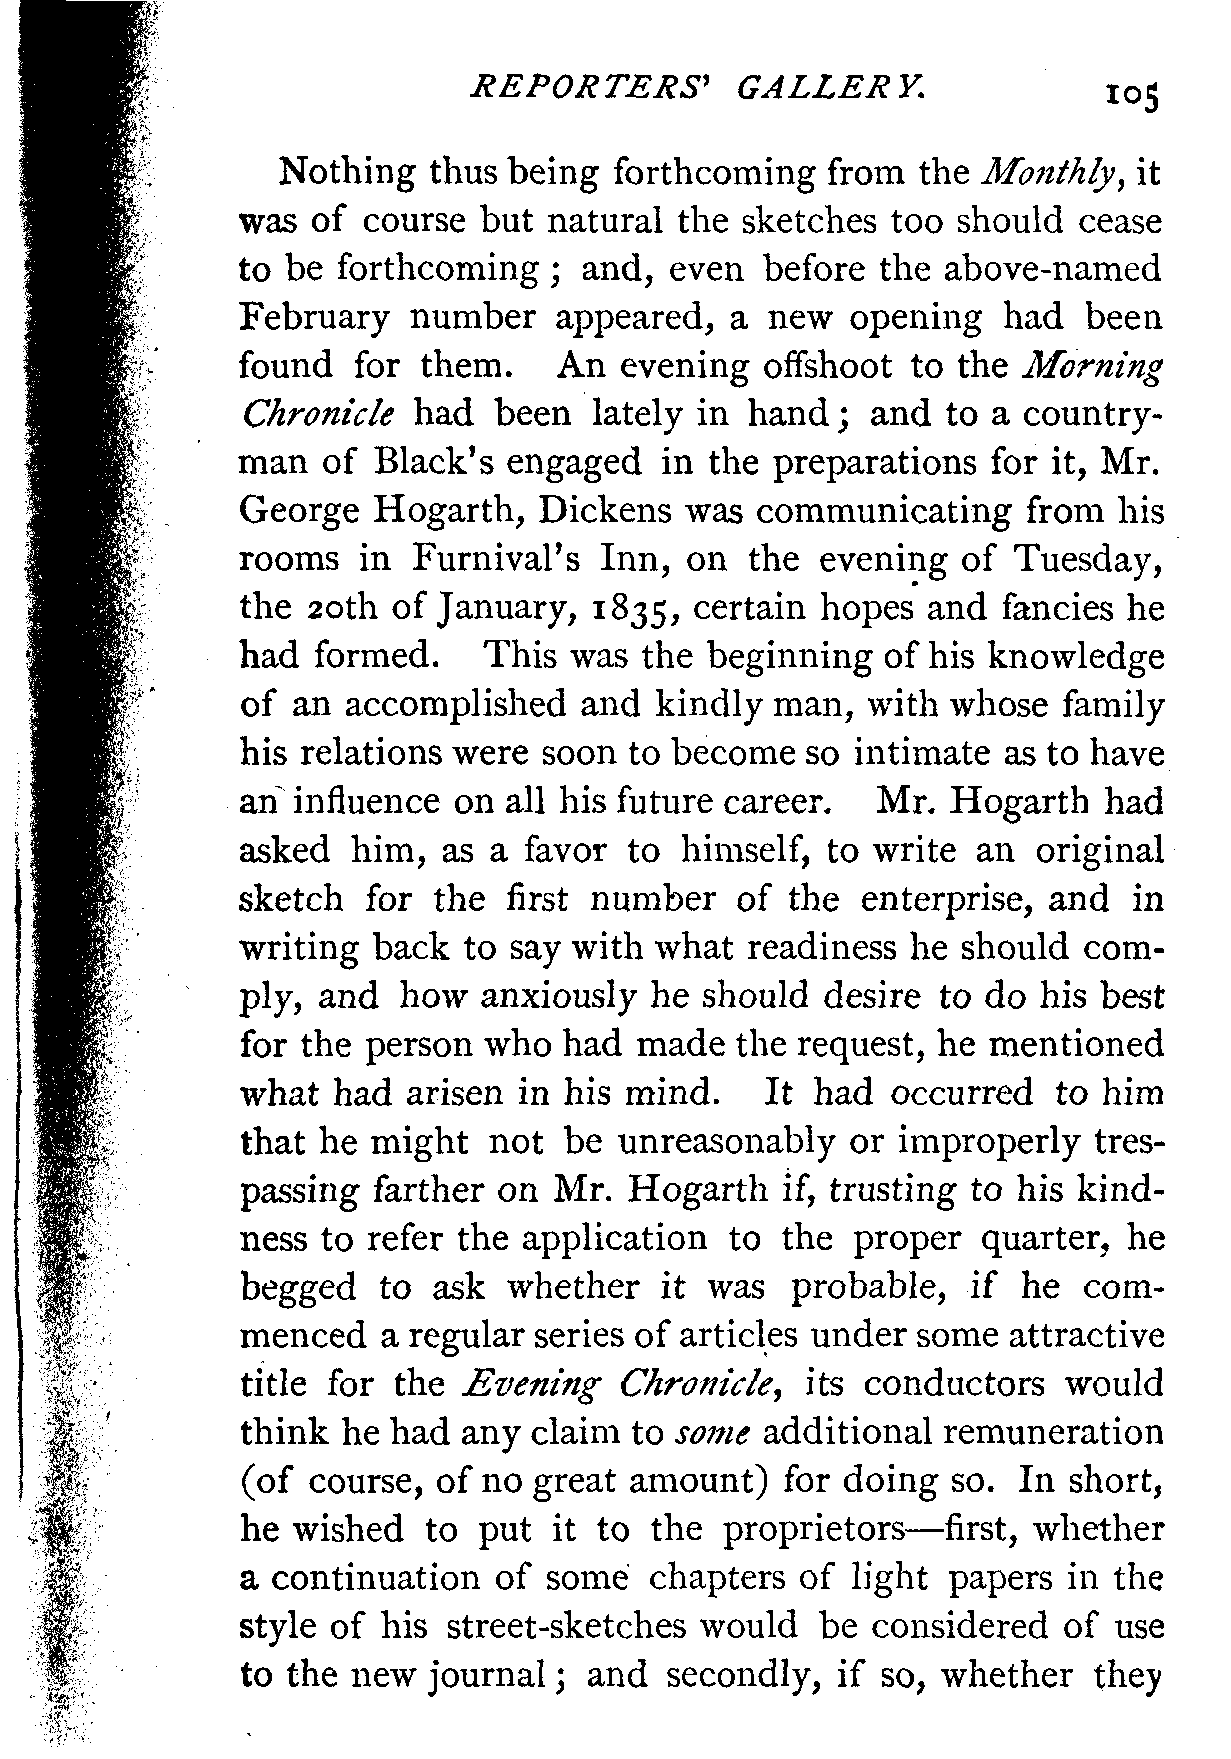 REPORTERS' GALLERY. 105
Nothing thus being forthcoming from the Monthly, it
was of course but natural the sketches too should cease
to be forthcoming ; and, even before the above-named
February number appeared, a new opening had been
found for them. An evening offshoot to the Morning
Chronicle had been lately in hand ; and to a country-
man of Black's engaged in the preparations for it, Mr.
George Hogarth, Dickens was communicating from his
rooms in Furnival's Inn, on the evening of Tuesday,
the 20th of January, 1835, certain hopes and fancies he
had formed. This was the beginning of his knowledge
of an accomplished and kindly man, with whose family
his relations were soon to become so intimate as to have
an influence on all his future career. Mr. Hogarth had
asked him, as a favor to himself, to write an original
sketch for the first number of the enterprise, and in
writing back to say with what readiness he should com-
ply, and how anxiously he should desire to do his best
for the person who had made the request, he mentioned
what had arisen in his mind. It had occurred to him
that he might not be unreasonably or improperly tres-
passing farther on Mr. Hogarth if, trusting to his kind-
ness to refer the application to the proper quarter, he
begged to ask whether it was probable, if he com-
menced a regular series of articles under some attractive
title for the Evening Chronicle, its conductors would
think he had any claim to some additional remuneration
(of course, of no great amount) for doing so. In short,
he wished to put it to the proprietors—first, whether
a continuation of some chapters of light papers in the
style of his street-sketches would be considered of use
to the new journal ; and secondly, if so, whether they